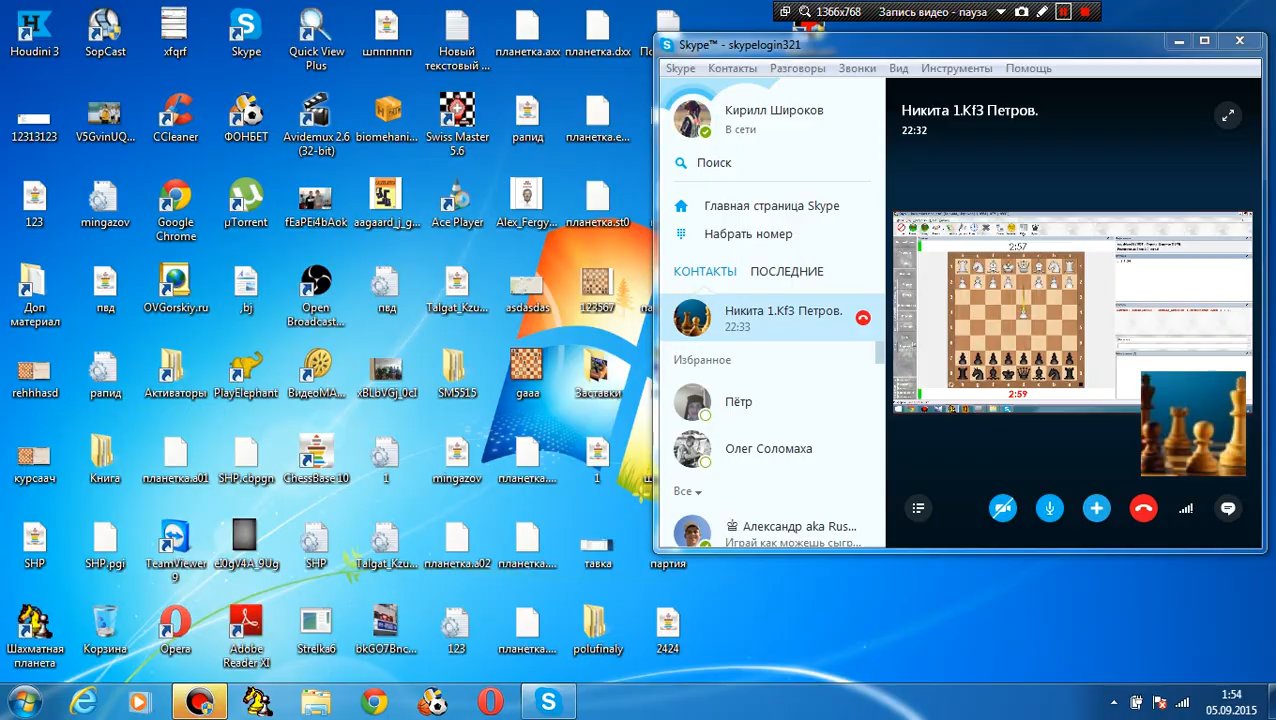 1366x768
Запись видео - пауза
Houdini 3
SopCast
xfqrf
Skype
Quick View
Plus
шпппппп
Новый
текстовый ...
планетка.axx
планетка.dxx
12313123
V5GvinUQ...
CCleaner
ФОНБЕТ
Avidemux 2.6
(32-bit)
biomehani...
Swiss Master
5.6
рапид
планетка.e...
123
mingazov
Google
Chrome
µTorrent
fEaPEi4bAok
aagaard_j_g...
Ace Player
Alex_Fergy...
планетка.st0
Доп
материал
пвд
OVGorskiy.ru
,bj
Open
Broadcast...
пвд
Talgat_Kzu...
asdasdas
123567
rehhhasd
рапид
Активаторы
PlayElephant
ВидеоМА...
xBLbVGj_0cI
SM5515
gaaa
Заставки
курсаач
Книга
планетка.a01
SHP.cbpgn
ChessBase 10
1
mingazov
планетка....
1
SHP
SHP.pgi
TeamViewer
9
SHP
Talgat_Kzu...
планетка.a02
планетка....
тавка
партия
Шахматная
планета
Корзина
Opera
Adobe
Reader XI
Strelka6
bkGO7Bnc...
123
планетка....
polufinaly
2424
Skype™ - skypelogin321
Skype Контакты Разговоры Звонки Вид Инструменты Помощь
Кирилл Широков
В сети
Поиск
Главная страница Skype
Набрать номер
КОНТАКТЫ ПОСЛЕДНИЕ
Никита 1.Kf3 Петров.
22:33
Избранное
Пётр
Олег Соломаха
Все
Александр aka Rus...
Играй как можешь сыгр...
Никита 1.Kf3 Петров.
22:32
2:57
2:59
1:54
05.09.2015